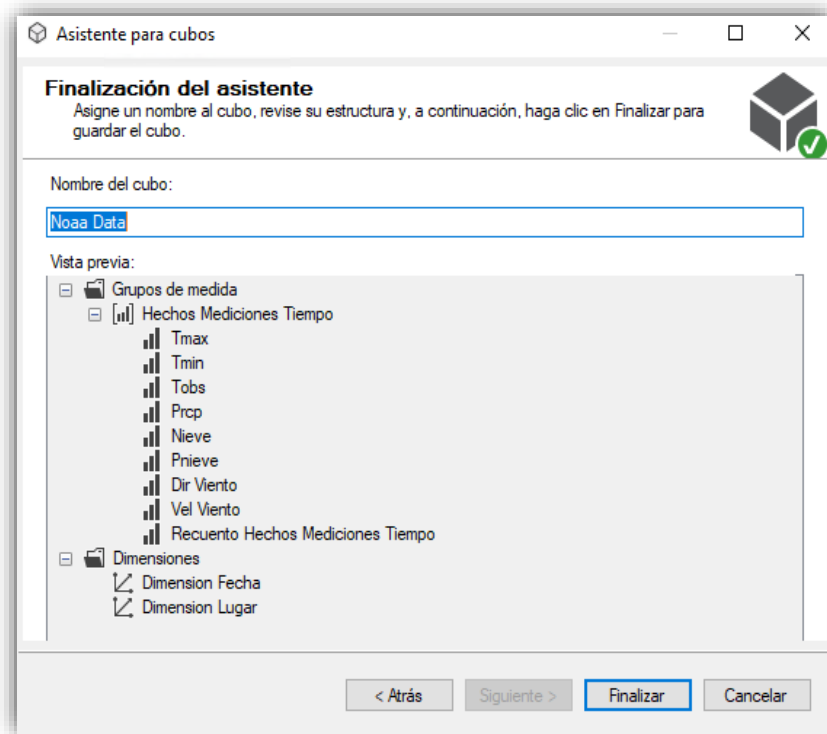 Asistente para cubos
Finalización del asistente
Asigne un nombre al cubo, revise su estructura y, a continuación, haga clic en Finalizar para
guardar el cubo.
Nombre del cubo:
Noaa Data
Vista previa:
Grupos de medida
Hechos Mediciones Tiempo
Tmax
Tmin
Tobs
Prcp
Nieve
Pnieve
Dir Viento
Vel Viento
Recuento Hechos Mediciones Tiempo
Dimensiones
Dimension Fecha
Dimension Lugar
< Atrás Siguiente > Finalizar Cancelar